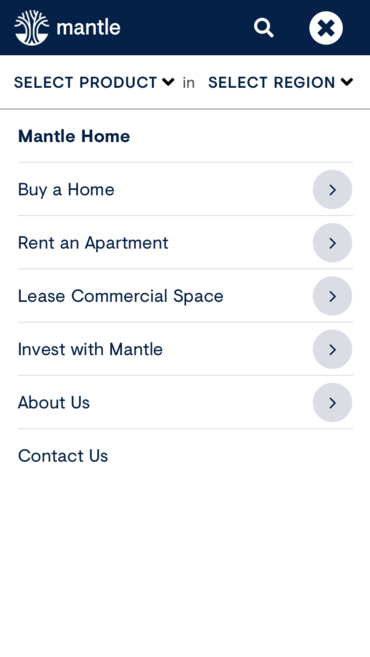 mantle
SELECT PRODUCT in SELECT REGION
Mantle Home
Buy a Home
Rent an Apartment
Lease Commercial Space
Invest with Mantle
About Us
Contact Us